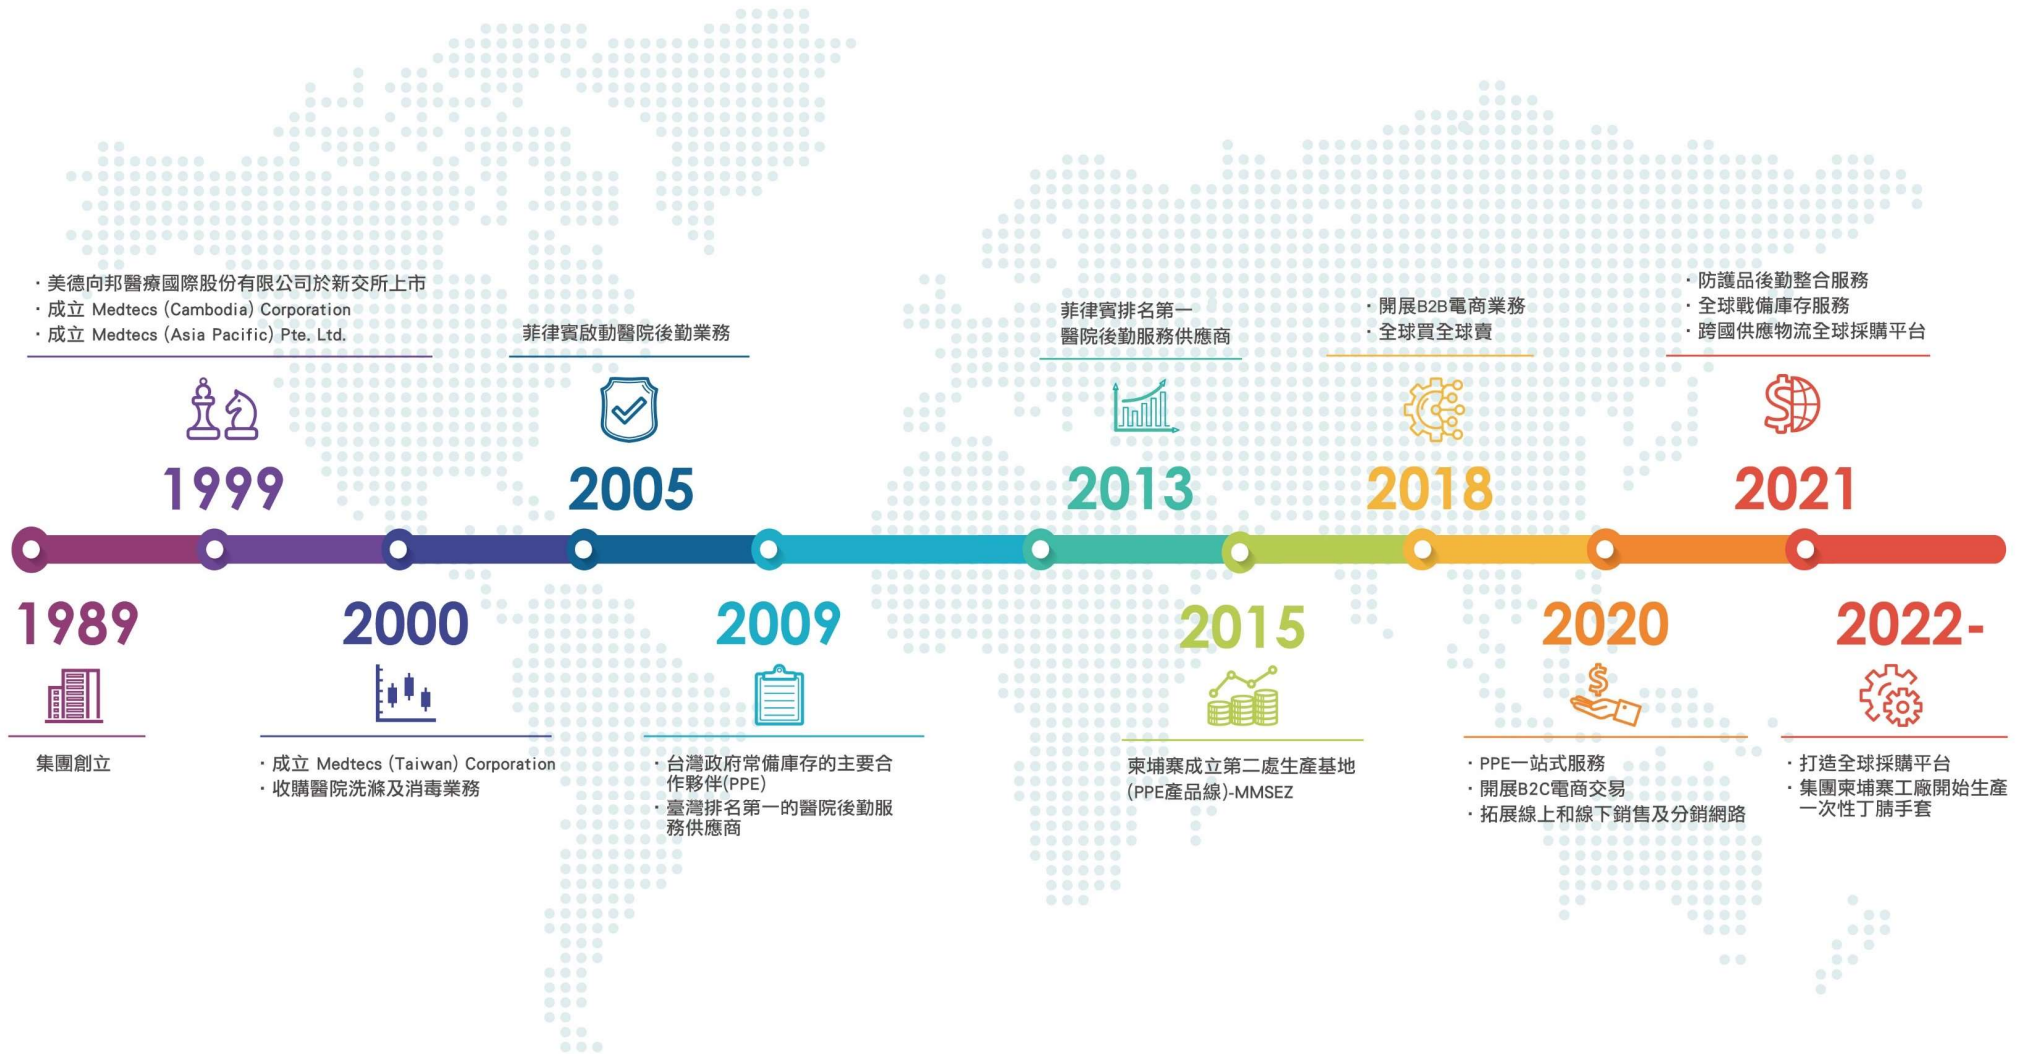 ·美德向邦醫療國際股份有限公司於新交所上市
·成立 Medtecs (Cambodia) Corporation
·成立 Medtecs (Asia Pacific) Pte. Ltd.
1999
菲律賓啟動醫院後勤業務
2005
菲律賓排名第一
醫院後勤服務供應商
2013
·開展B2B電商業務
·全球買全球賣
2018
·防護品後勤整合服務
·全球戰備庫存服務
·跨國供應物流全球採購平台
2021
1989
集團創立
2000
·成立 Medtecs (Taiwan) Corporation
·收購醫院洗滌及消毒業務
2009
·台灣政府常備庫存的主要合
作夥伴(PPE)
·臺灣排名第一的醫院後勤服
務供應商
2015
柬埔寨成立第二處生產基地
(PPE產品線)-MMSEZ
2020
·PPE一站式服務
·開展B2C電商交易
·拓展線上和線下銷售及分銷網路
2022-
·打造全球採購平台
·集團柬埔寨工廠開始生產
一次性丁腈手套